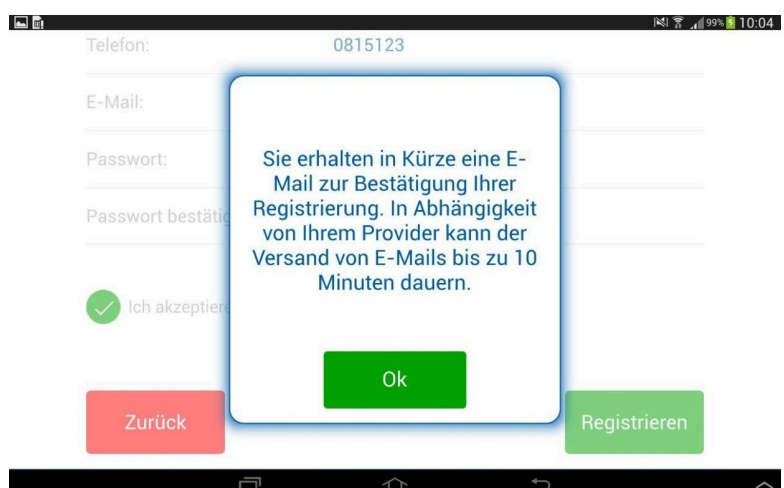 99% 10:04
Telefon: 0815123
E-Mail:
Passwort:
Passwort bestätig
Ich akzeptiere
Sie erhalten in Kürze eine E-
Mail zur Bestätigung Ihrer
Registrierung. In Abhängigkeit
von Ihrem Provider kann der
Versand von E-Mails bis zu 10
Minuten dauern.
Ok
Zurück
Registrieren